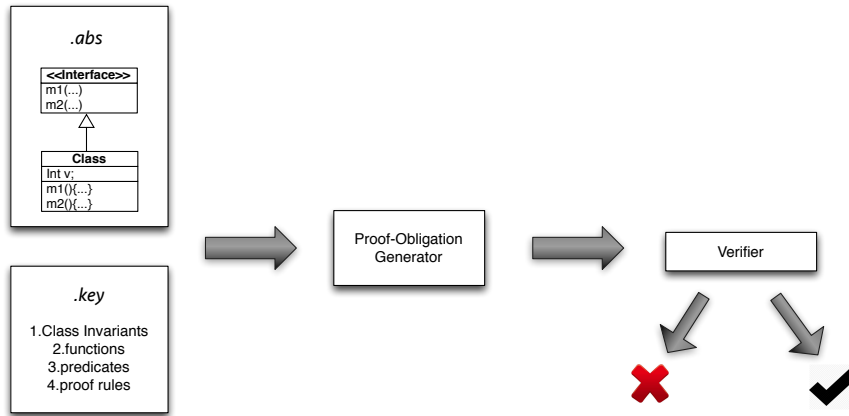 .abs
<<Interface>>
m1(...)
m2(...)
Class
Int v;
m1(){...}
m2(){...}
.key
1.Class Invariants
2.functions
3.predicates
4.proof rules
Proof-Obligation
Generator
Verifier